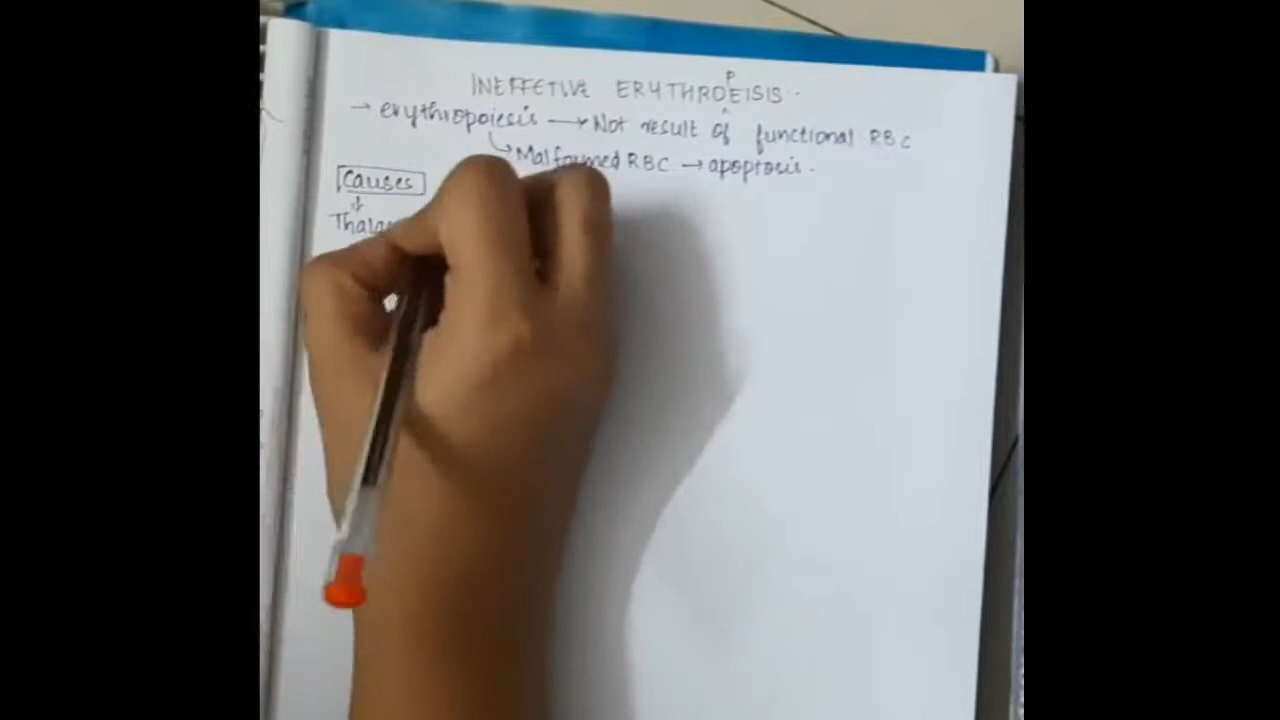 INEFFETIVE ERYTHROPEISIS.
→ erythropoiesis → Not result of functional RBC
↳ Malformed RBC → apoptosis.
Causes
↓